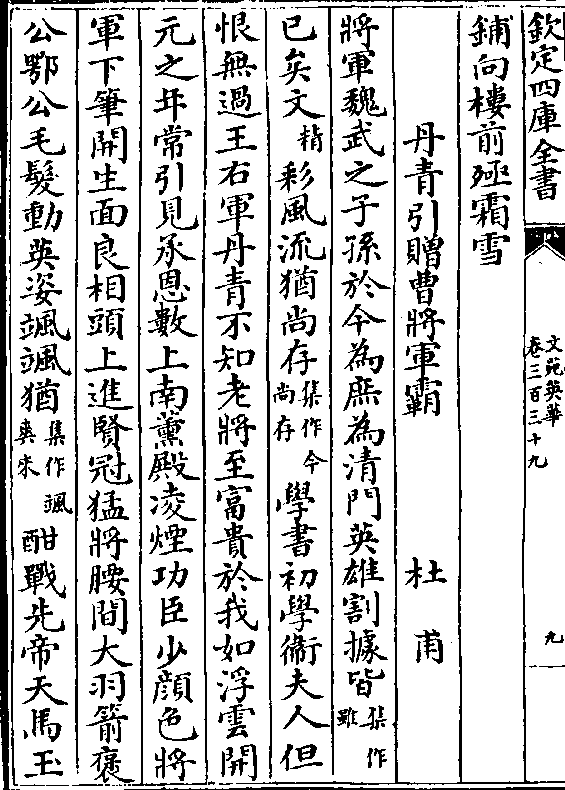 欽定四庫全書
文苑英華
卷三百三十九
九
鋪向樓前殛霜雪
丹青引贈曹將軍霸 杜甫
將軍魏武之子孫於今為庶為清門英雄割據皆集作雖
已矣文精彩風流猶尚存集作今尚存學書初學衛夫人但
恨無過王右軍丹青不知老將至富貴於我如浮雲開
元之年常引見承恩數上南薰殿凌煙功臣少顔色將
軍下筆開生面良相頭上進賢冠猛將腰間大羽箭褒
公鄂公毛髮動英姿颯颯猶集作颯爽來酣戰先帝天馬玉